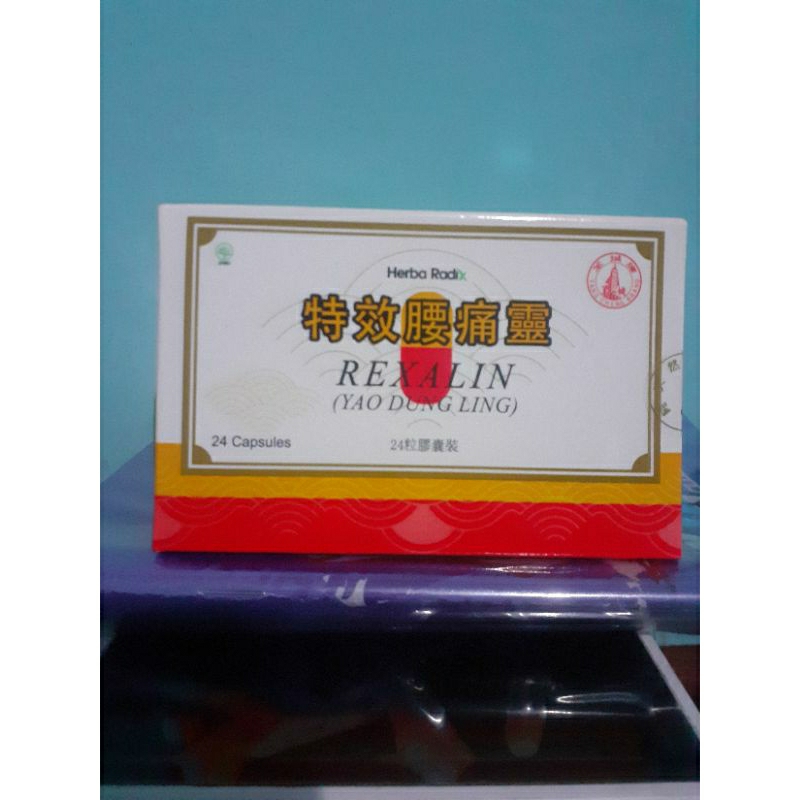 Herba Radix
特效腰痛靈
REXALIN
(YAO DUNG LING)
24 Capsules
24粒膠囊裝